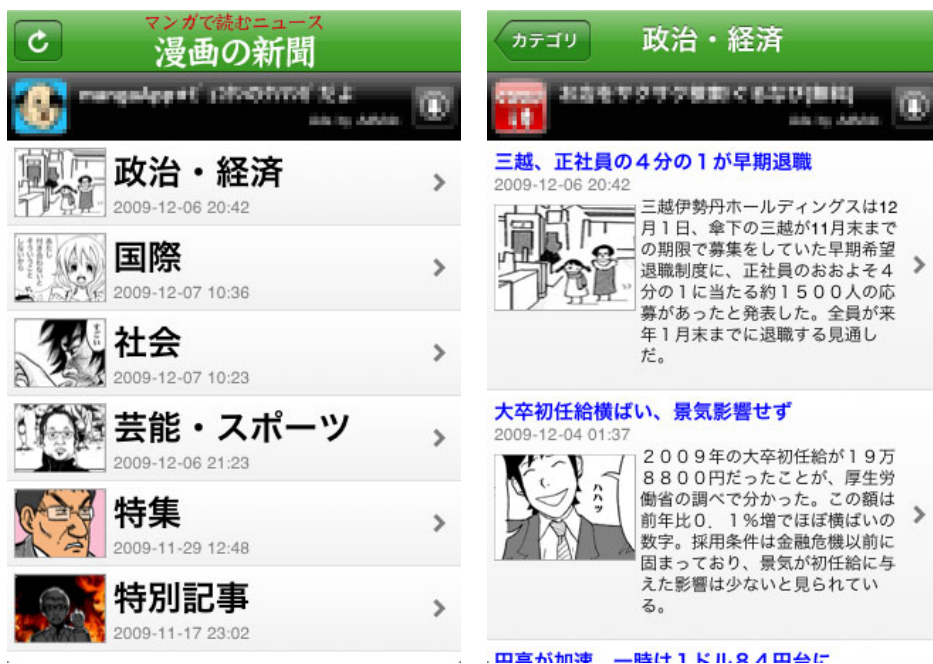 マンガで読むニュース
漫画の新聞
政治・経済
2009-12-06 20:42
国際
2009-12-07 10:36
社会
2009-12-07 10:23
芸能・スポーツ
2009-12-06 21:23
特集
2009-11-29 12:48
特別記事
2009-11-17 23:02
カテゴリ
政治・経済
三越、正社員の4分の1が早期退職
2009-12-06 20:42
三越伊勢丹ホールディングスは12
月1日、傘下の三越が11月末まで
の期限で募集をしていた早期希望
退職制度に、正社員のおおよそ4
分の1に当たる約1500人の応
募があったと発表した。全員が来
年1月末までに退職する見通し
だ。
大卒初任給横ばい、景気影響せず
2009-12-04 01:37
2009年の大卒初任給が19万
8800円だったことが、厚生労
働省の調べで分かった。この額は
前年比0．1%増でほぼ横ばいの
数字。採用条件は金融危機以前に
固まっており、景気が初任給に与
えた影響は少ないと見られてい
る。
ハハッ
円高が加速、一時は1ドル84円台に